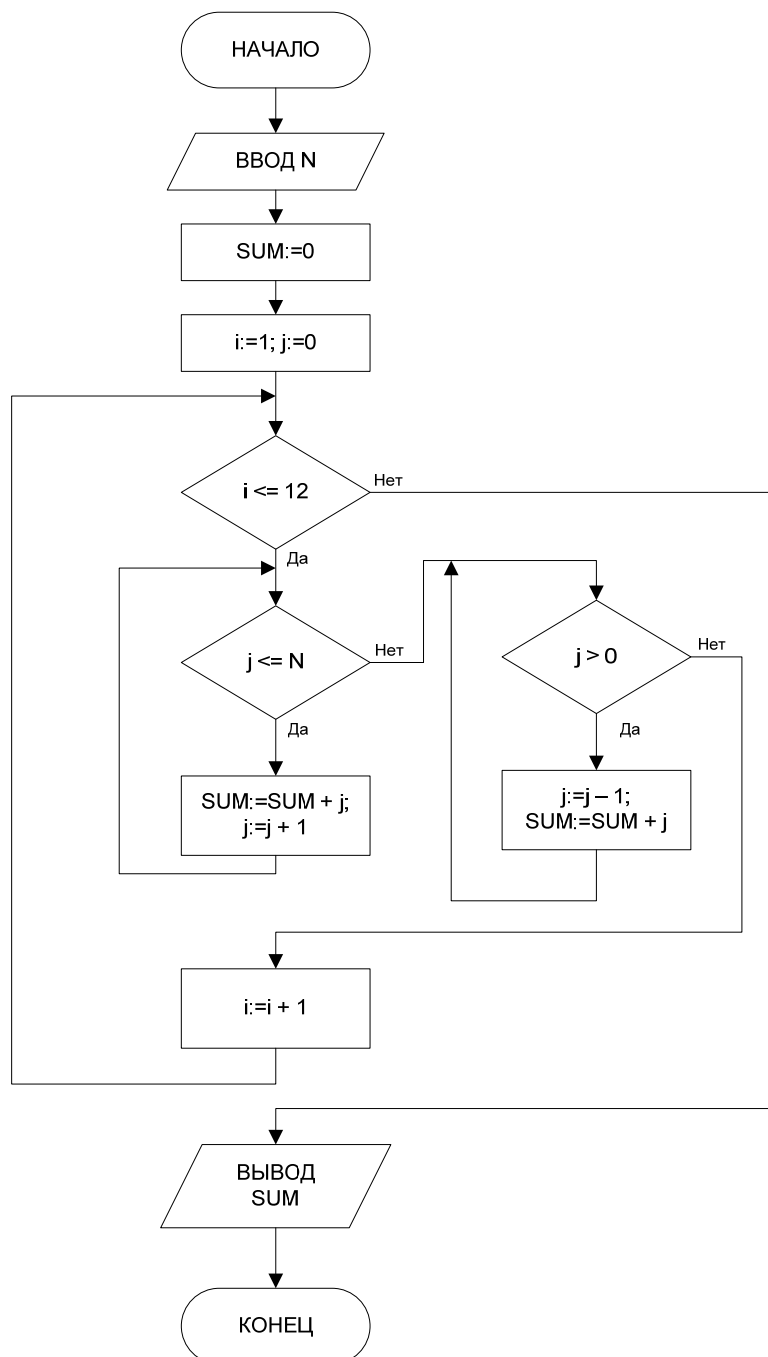 НАЧАЛО
ВВОД N
SUM:=0
i:=1; j:=0
i <= 12
Нет
Да
j <= N
Нет
Да
SUM:=SUM + j;
j:=j + 1
j > 0
Нет
Да
j:=j – 1;
SUM:=SUM + j
i:=i + 1
ВЫВОД
SUM
КОНЕЦ